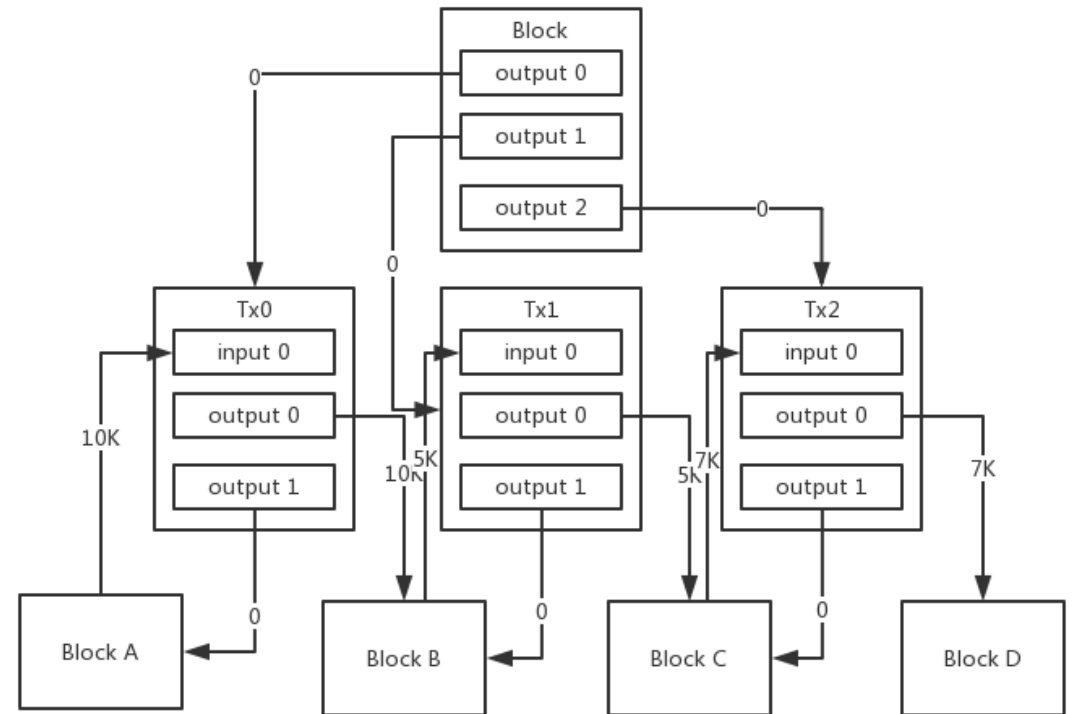 Block
output 0
output 1
output 2
0
0
0
Tx0
input 0
output 0
output 1
Tx1
input 0
output 0
output 1
Tx2
input 0
output 0
output 1
10K
10K
5K
5K
7K
7K
0
0
0
Block A
Block B
Block C
Block D